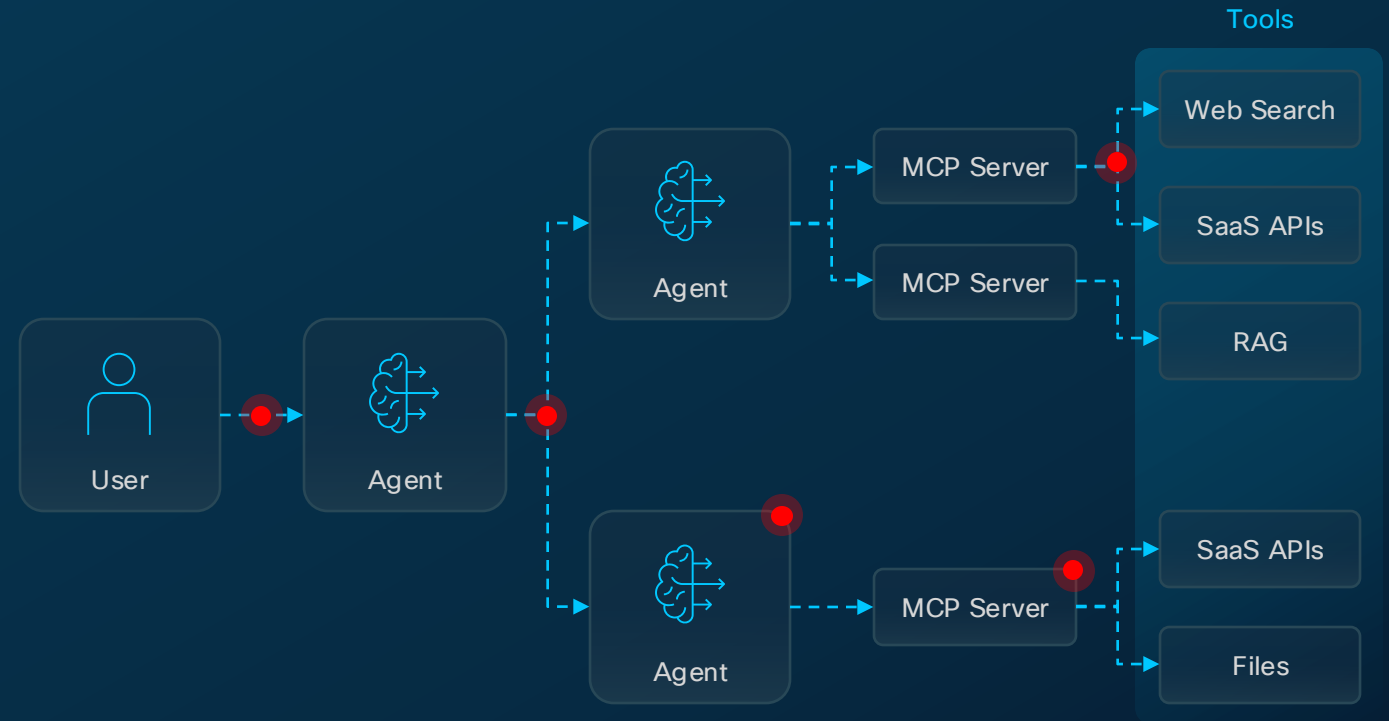 Tools
Web Search
MCP Server
SaaS APIs
Agent
MCP Server
RAG
User
Agent
SaaS APIs
MCP Server
Agent
Files